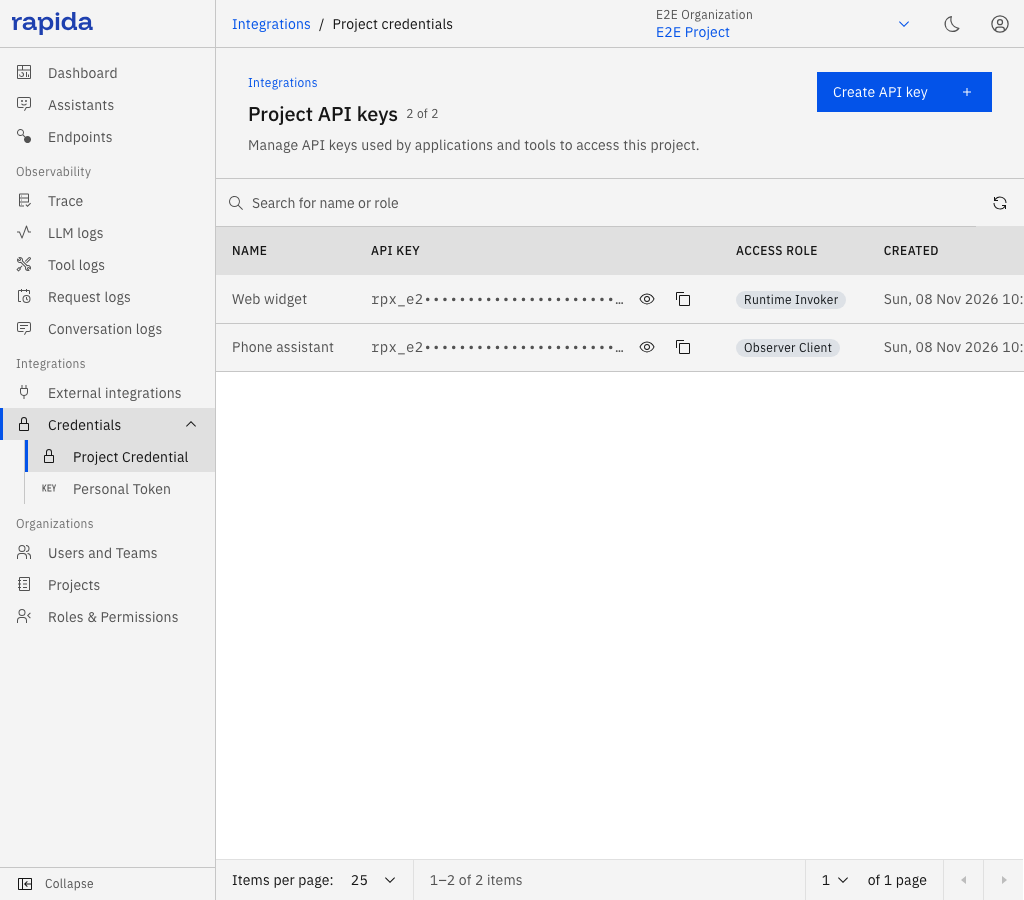 rapida
Integrations / Project credentials
E2E Organization
E2E Project
Dashboard
Assistants
Endpoints
Observability
Trace
LLM logs
Tool logs
Request logs
Conversation logs
Integrations
External integrations
Credentials
Project Credential
KEY Personal Token
Organizations
Users and Teams
Projects
Roles & Permissions
Collapse
Integrations
Project API keys 2 of 2
Manage API keys used by applications and tools to access this project.
Create API key +
Search for name or role
NAME API KEY ACCESS ROLE CREATED
Web widget rpx_e2••••••••••••••••••••••… Runtime Invoker Sun, 08 Nov 2026 10:
Phone assistant rpx_e2••••••••••••••••••••••… Observer Client Sun, 08 Nov 2026 10:
Items per page: 25 1–2 of 2 items 1 of 1 page